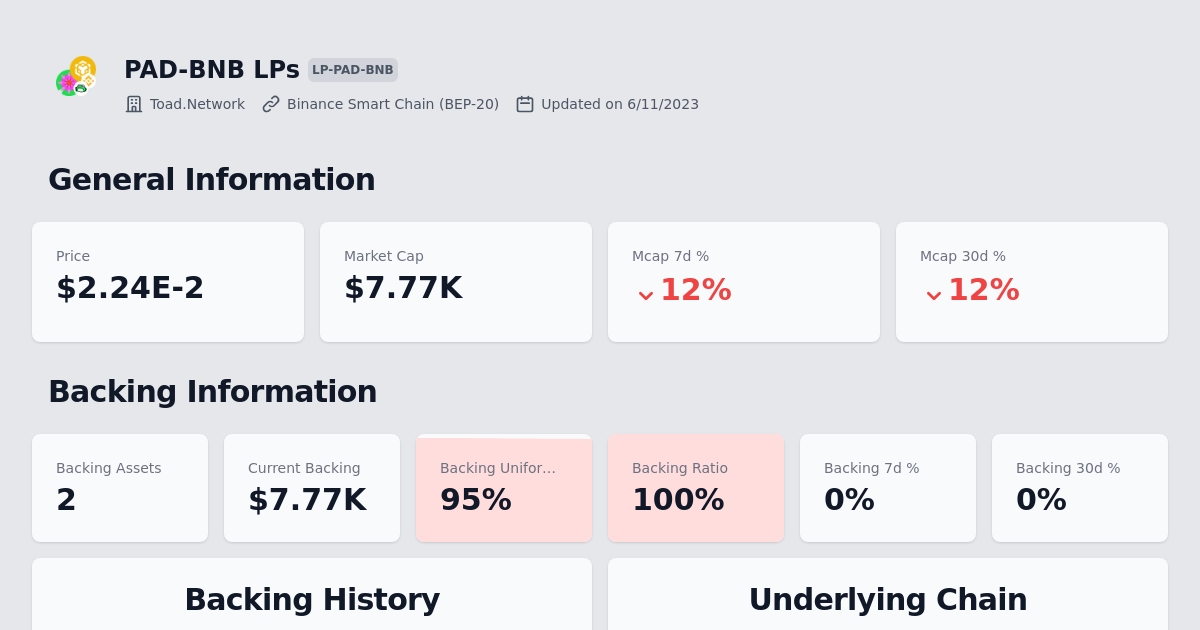 PAD-BNB LPs LP-PAD-BNB
Toad.Network Binance Smart Chain (BEP-20) Updated on 6/11/2023
General Information
Price
$2.24E-2
Market Cap
$7.77K
Mcap 7d %
12%
Mcap 30d %
12%
Backing Information
Backing Assets
2
Current Backing
$7.77K
Backing Unifor...
95%
Backing Ratio
100%
Backing 7d %
0%
Backing 30d %
0%
Backing History
Underlying Chain